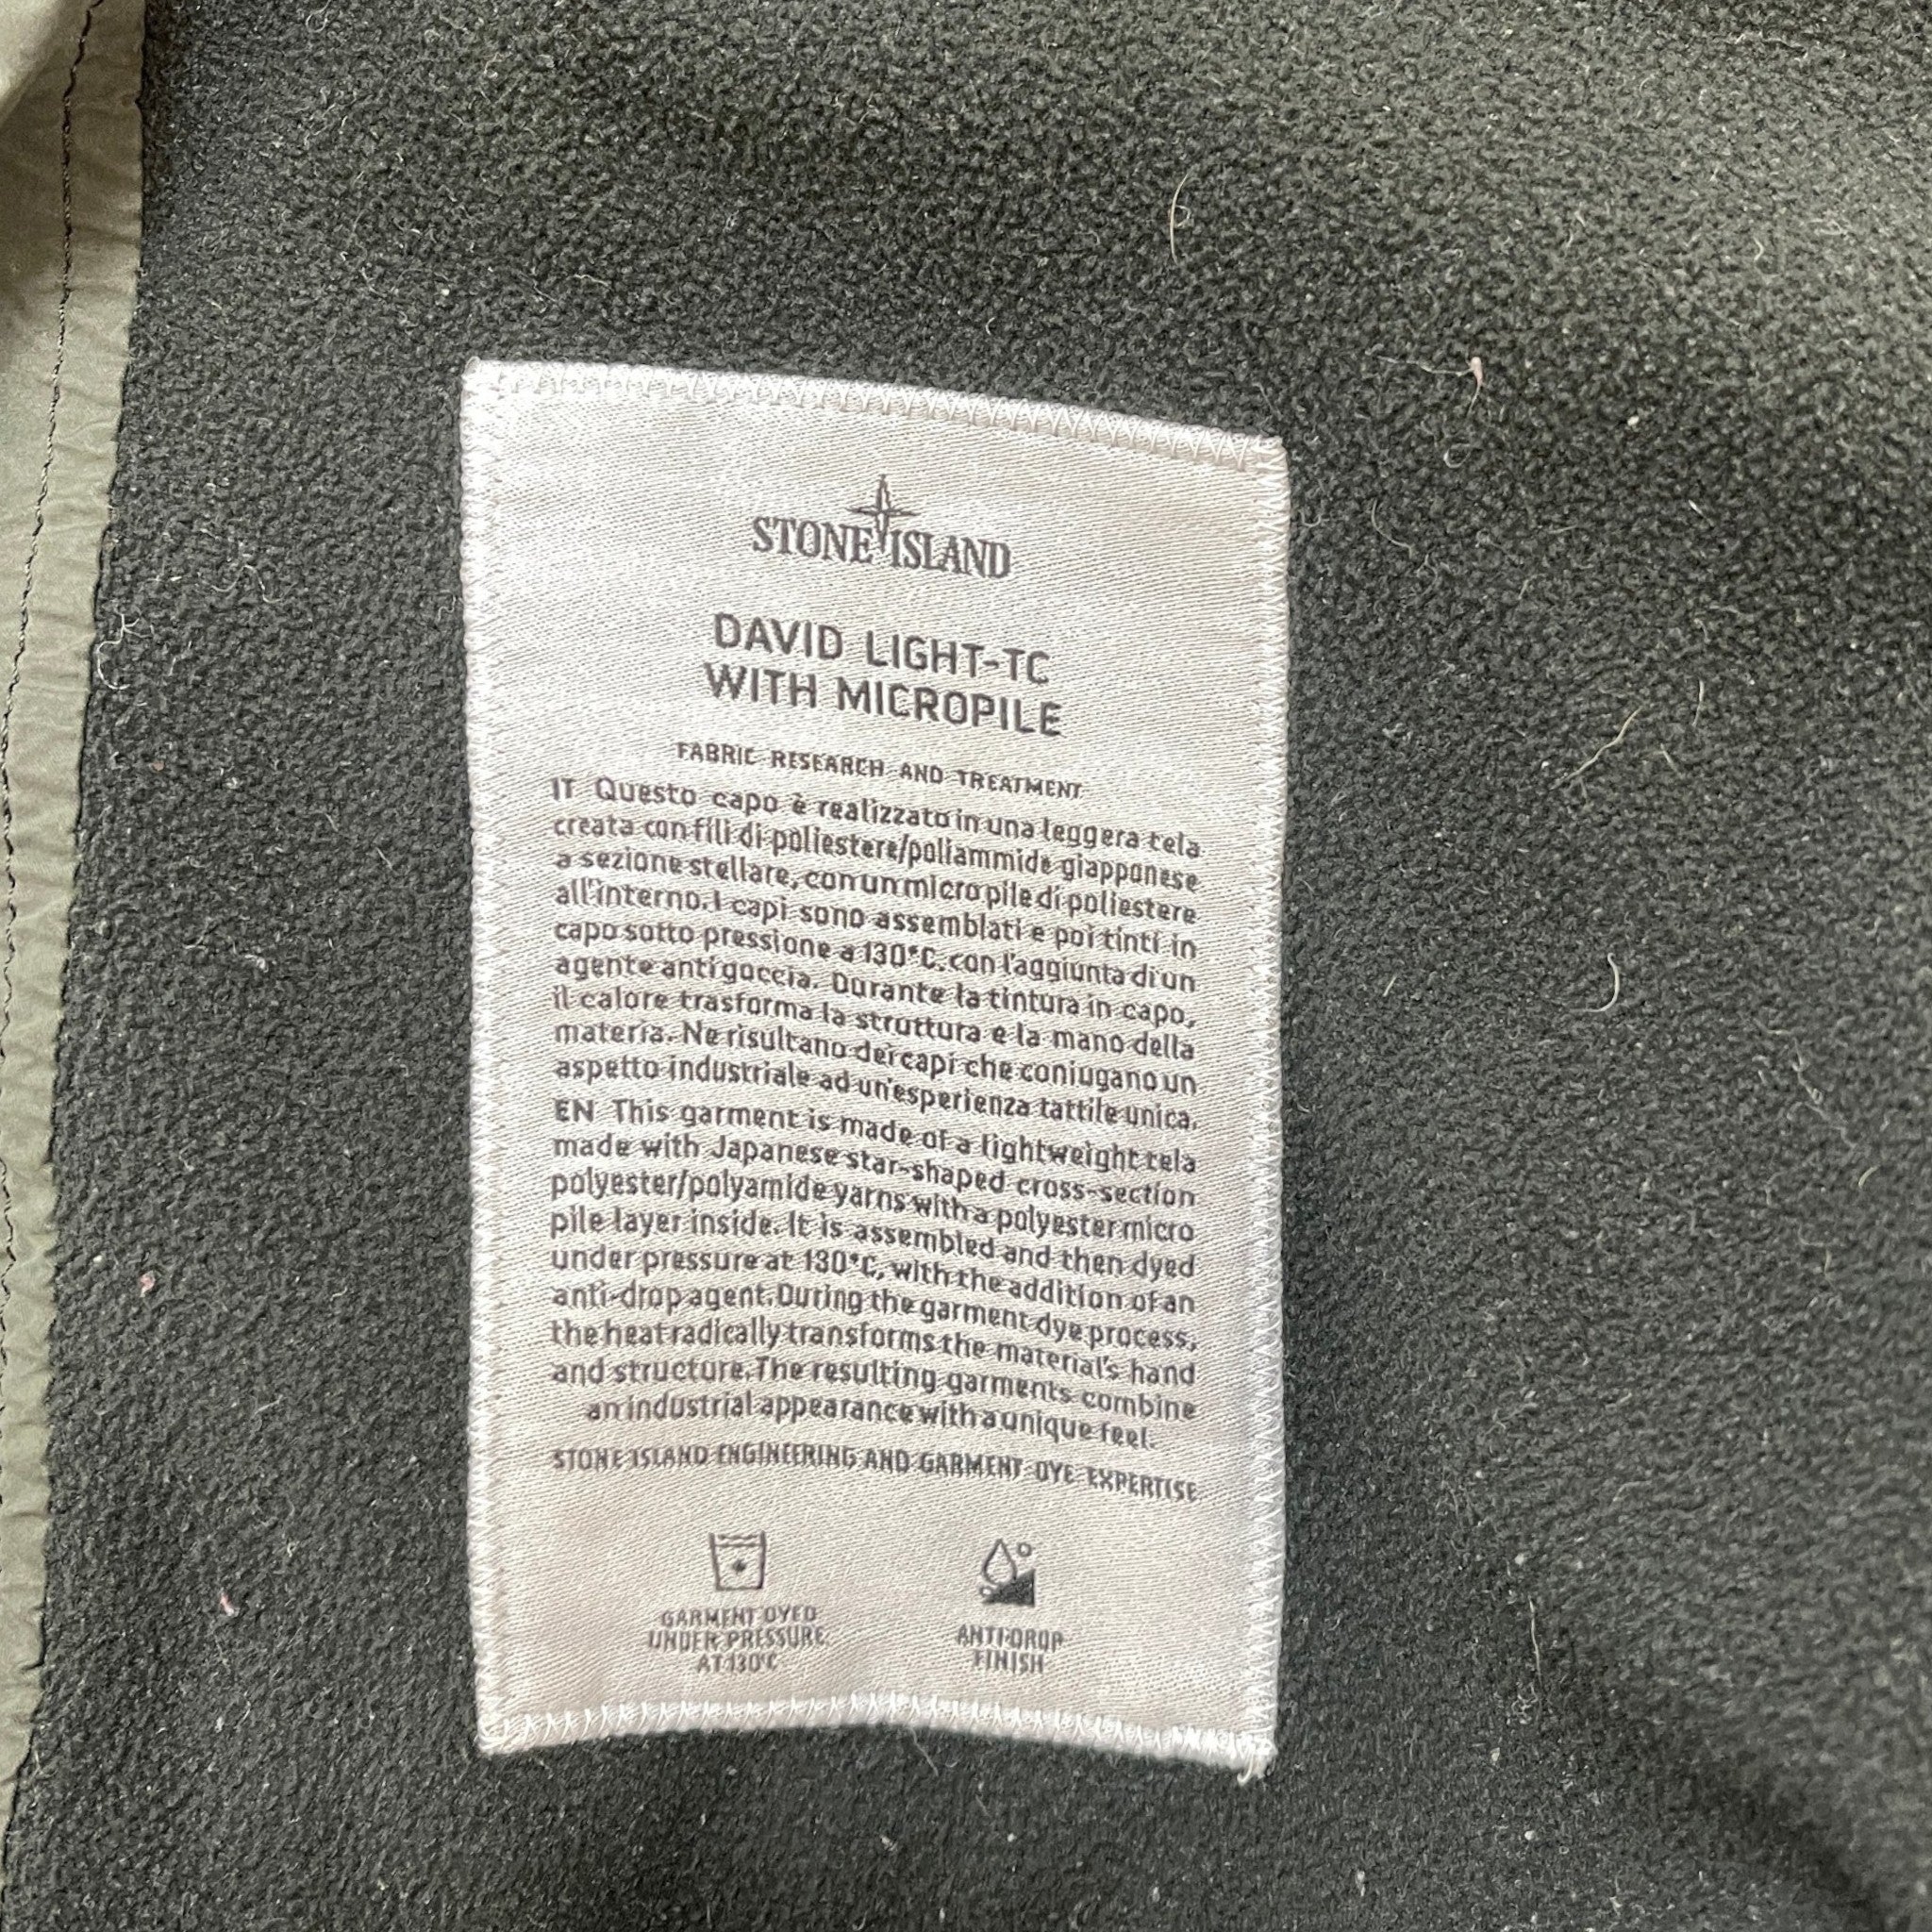 STONE ISLAND
DAVID LIGHT-TC
WITH MICROPILE
FABRIC RESEARCH AND TREATMENT
IT Questo capo è realizzato in una leggera tela
creata con fili di poliestere/poliammide giapponese
a sezione stellare, con un micro pile di poliestere
all'interno. I capi sono assemblati e poi tinti in
capo sotto pressione a 130°C. con l'aggiunta di un
agente anti goccia. Durante la tintura in capo,
il calore trasforma la struttura e la mano della
materia. Ne risultano dei capi che coniugano un
aspetto industriale ad un'esperienza tattile unica.
EN This garment is made of a lightweight tela
made with Japanese star-shaped cross-section
polyester/polyamide yarns with a polyester micro
pile layer inside. It is assembled and then dyed
under pressure at 130°C, with the addition of an
anti-drop agent. During the garment dye process,
the heat radically transforms the material's hand
and structure. The resulting garments combine
an industrial appearance with a unique feel.
STONE ISLAND ENGINEERING AND GARMENT DYE EXPERTISE
GARMENT DYED
UNDER PRESSURE
AT 130°C
ANTI-DROP
FINISH